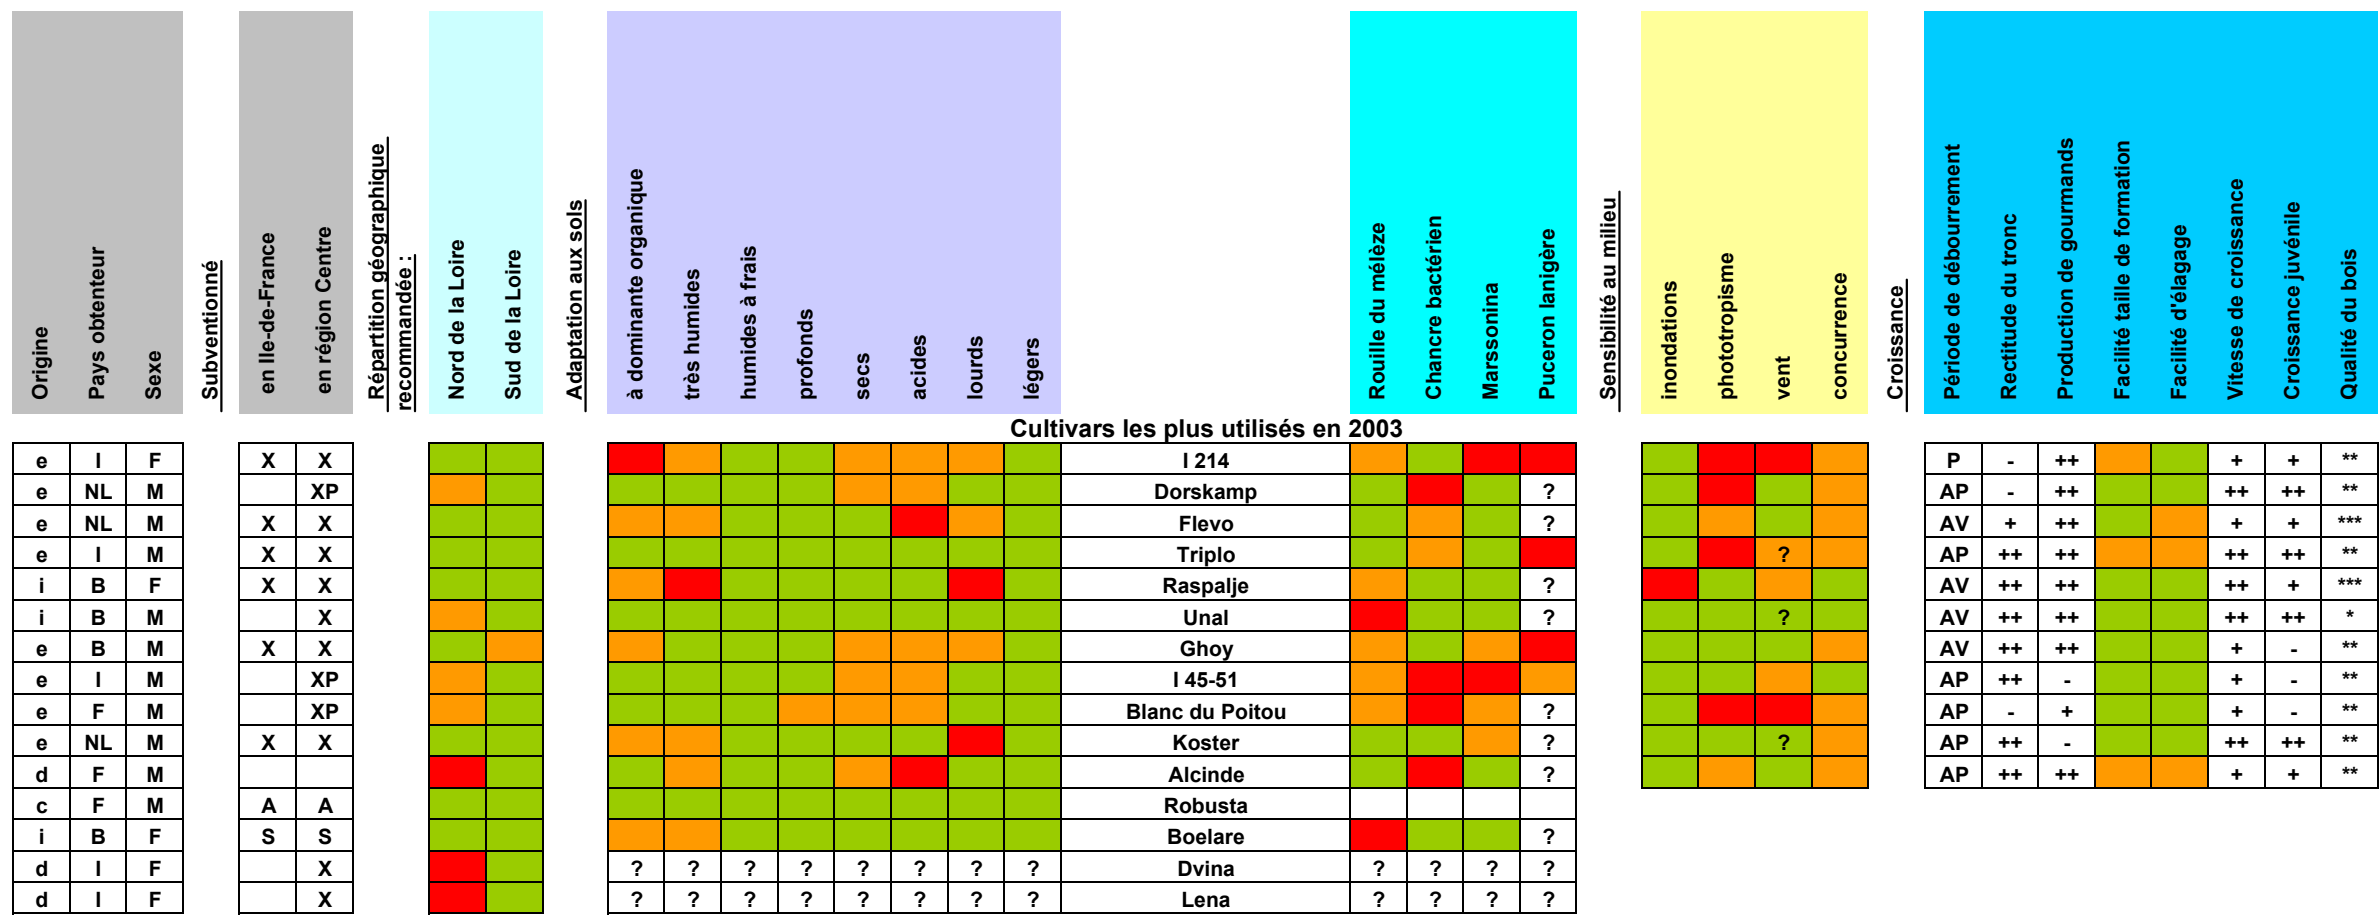 Origine
Pays obtenteur
Sexe
Subventionné
en Ile-de-France
en région Centre
Répartition géographique
recommandée :
Nord de la Loire
Sud de la Loire
Adaptation aux sols
à dominante organique
très humides
humides à frais
profonds
secs
acides
lourds
légers
Rouille du mélèze
Chancre bactérien
Marssonina
Puceron lanigère
Sensibilité au milieu
inondations
phototropisme
vent
concurrence
Croissance
Période de débourrement
Rectitude du tronc
Production de gourmands
Facilité taille de formation
Facilité d'élagage
Vitesse de croissance
Croissance juvénile
Qualité du bois
Cultivars les plus utilisés en 2003
e I F X X I 214 P - ++ + + **
e NL M XP Dorskamp ? AP - ++ ++ ++ **
e NL M X X Flevo ? AV + ++ + + ***
e I M X X Triplo ? AP ++ ++ ++ ++ **
i B F X X Raspalje ? AV ++ ++ ++ + ***
i B M X Unal ? ? AV ++ ++ ++ ++ *
e B M X X Ghoy AV ++ ++ + - **
e I M XP I 45-51 AP ++ - + - **
e F M XP Blanc du Poitou ? AP - + + - **
e NL M X X Koster ? ? AP ++ - ++ ++ **
d F M Alcinde ? AP ++ ++ + + **
c F M A A Robusta
i B F S S Boelare ?
d I F X ? ? ? ? ? ? ? ? Dvina ? ? ? ?
d I F X ? ? ? ? ? ? ? ? Lena ? ? ? ?